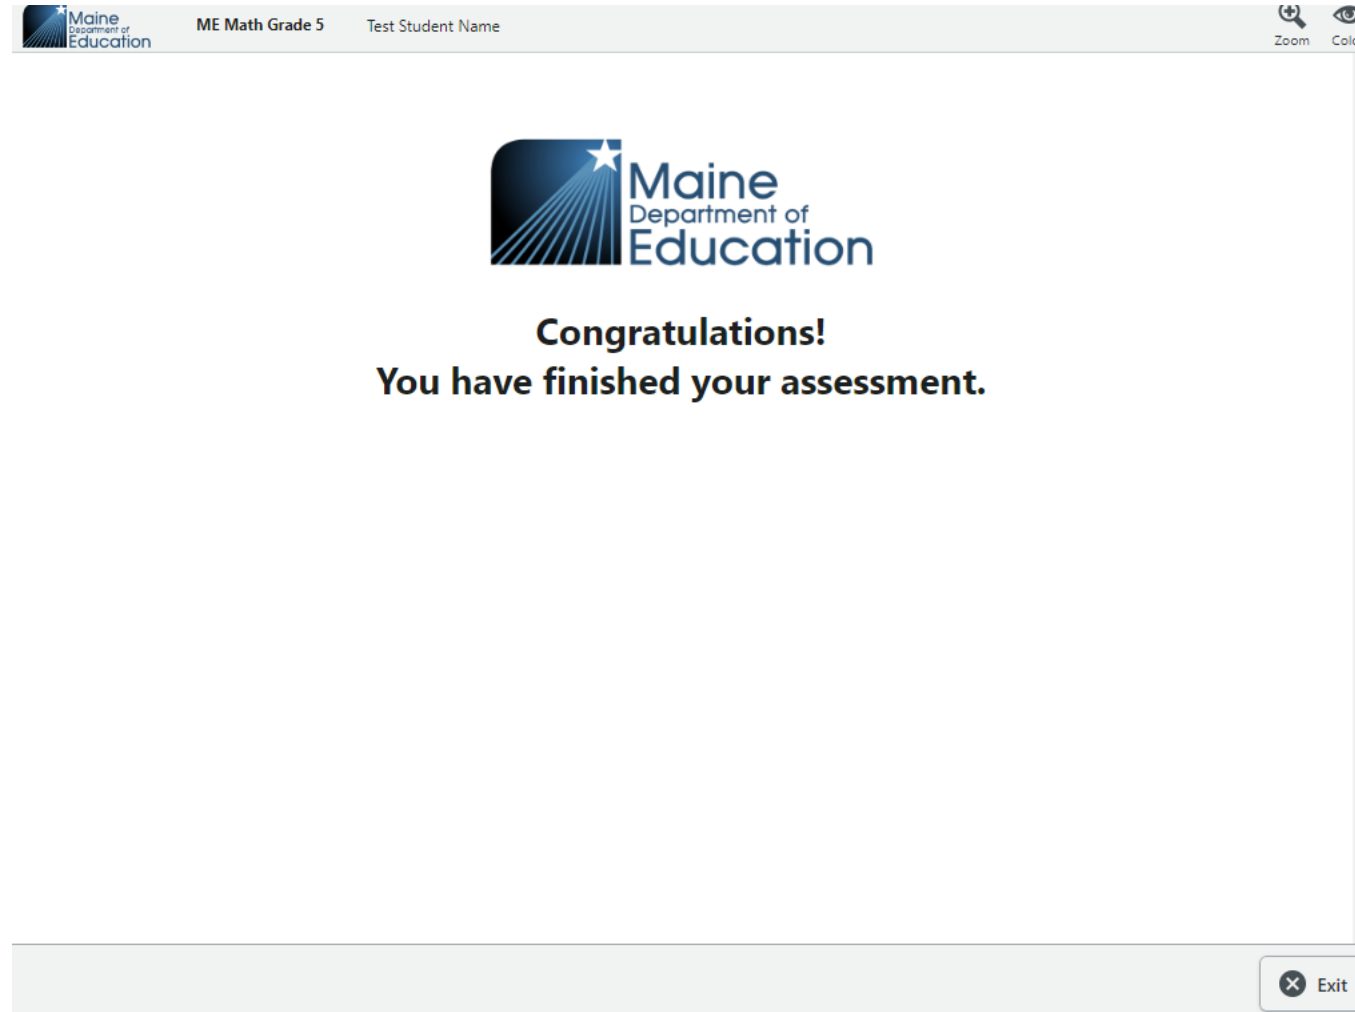 Maine
Department of
Education
ME Math Grade 5
Test Student Name
Zoom
Maine
Department of
Education
Congratulations!
You have finished your assessment.
Exit